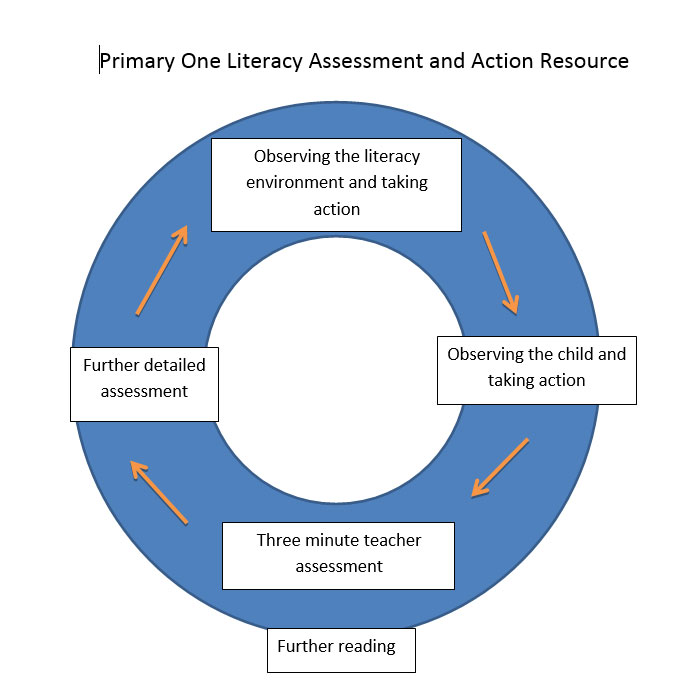 Primary One Literacy Assessment and Action Resource
Observing the literacy
environment and taking
action
Observing the child and
taking action
Further detailed
assessment
Three minute teacher
assessment
Further reading